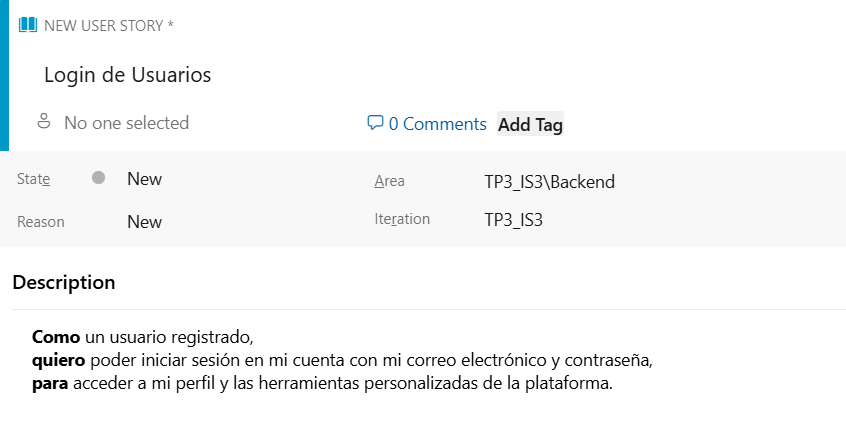 NEW USER STORY *
Login de Usuarios
No one selected
0 Comments Add Tag
State New Area TP3_IS3\Backend
Reason New Iteration TP3_IS3
Description
Como un usuario registrado,
quiero poder iniciar sesión en mi cuenta con mi correo electrónico y contraseña,
para acceder a mi perfil y las herramientas personalizadas de la plataforma.